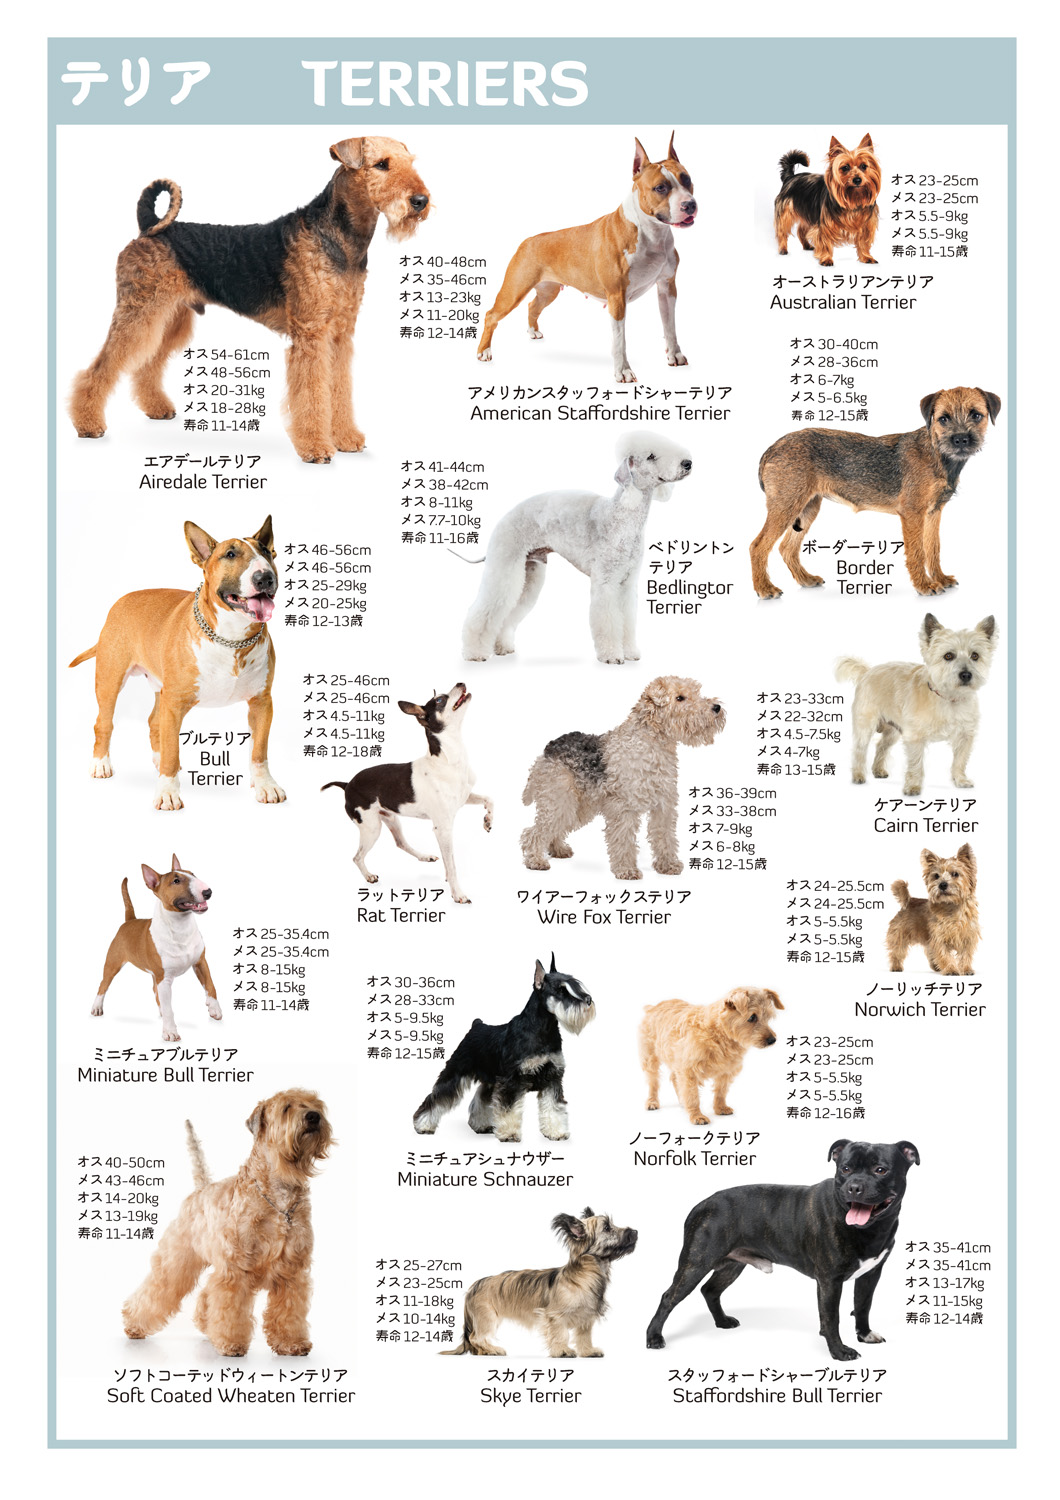 テリア TERRIERS
オス 54-61cm
メス 48-56cm
オス 20-31kg
メス 18-28kg
寿命 11-14歳
エアデールテリア
Airedale Terrier
オス 40-48cm
メス 35-46cm
オス 13-23kg
メス 11-20kg
寿命 12-14歳
アメリカンスタッフォードシャーテリア
American Staffordshire Terrier
オス 23-25cm
メス 23-25cm
オス 5.5-9kg
メス 5.5-9kg
寿命 11-15歳
オーストラリアンテリア
Australian Terrier
オス 30-40cm
メス 28-36cm
オス 6-7kg
メス 5-6.5kg
寿命 12-15歳
ボーダーテリア
Border
Terrier
オス 41-44cm
メス 38-42cm
オス 8-11kg
メス 7.7-10kg
寿命 11-16歳
ベドリントン
テリア
Bedlington
Terrier
オス 46-56cm
メス 46-56cm
オス 25-29kg
メス 20-25kg
寿命 12-13歳
ブルテリア
Bull
Terrier
オス 25-46cm
メス 25-46cm
オス 4.5-11kg
メス 4.5-11kg
寿命 12-18歳
ラットテリア
Rat Terrier
オス 36-39cm
メス 33-38cm
オス 7-9kg
メス 6-8kg
寿命 12-15歳
ワイアーフォックステリア
Wire Fox Terrier
オス 23-33cm
メス 22-32cm
オス 4.5-7.5kg
メス 4-7kg
寿命 13-15歳
ケアーンテリア
Cairn Terrier
オス 24-25.5cm
メス 24-25.5cm
オス 5-5.5kg
メス 5-5.5kg
寿命 12-15歳
ノーリッチテリア
Norwich Terrier
オス 25-35.4cm
メス 25-35.4cm
オス 8-15kg
メス 8-15kg
寿命 11-14歳
ミニチュアブルテリア
Miniature Bull Terrier
オス 30-36cm
メス 28-33cm
オス 5-9.5kg
メス 5-9.5kg
寿命 12-15歳
ミニチュアシュナウザー
Miniature Schnauzer
オス 23-25cm
メス 23-25cm
オス 5-5.5kg
メス 5-5.5kg
寿命 12-16歳
ノーフォークテリア
Norfolk Terrier
オス 40-50cm
メス 43-46cm
オス 14-20kg
メス 13-19kg
寿命 11-14歳
ソフトコーテッドウィートンテリア
Soft Coated Wheaten Terrier
オス 25-27cm
メス 23-25cm
オス 11-18kg
メス 10-14kg
寿命 12-14歳
スカイテリア
Skye Terrier
オス 35-41cm
メス 35-41cm
オス 13-17kg
メス 11-15kg
寿命 12-14歳
スタッフォードシャーブルテリア
Staffordshire Bull Terrier